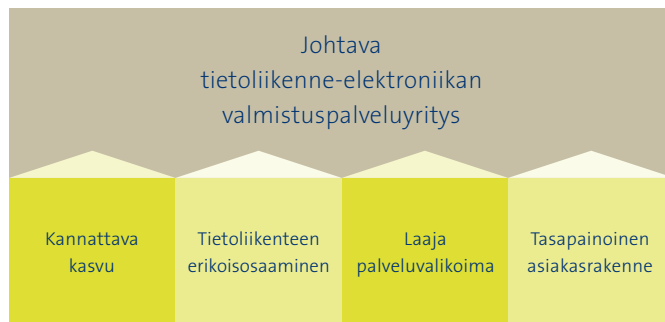 Johtava
tietoliikenne-elektroniikan
valmistuspalveluyritys
Kannattava
kasvu
Tietoliikenteen
erikoisosaaminen
Laaja
palveluvalikoima
Tasapainoinen
asiakasrakenne